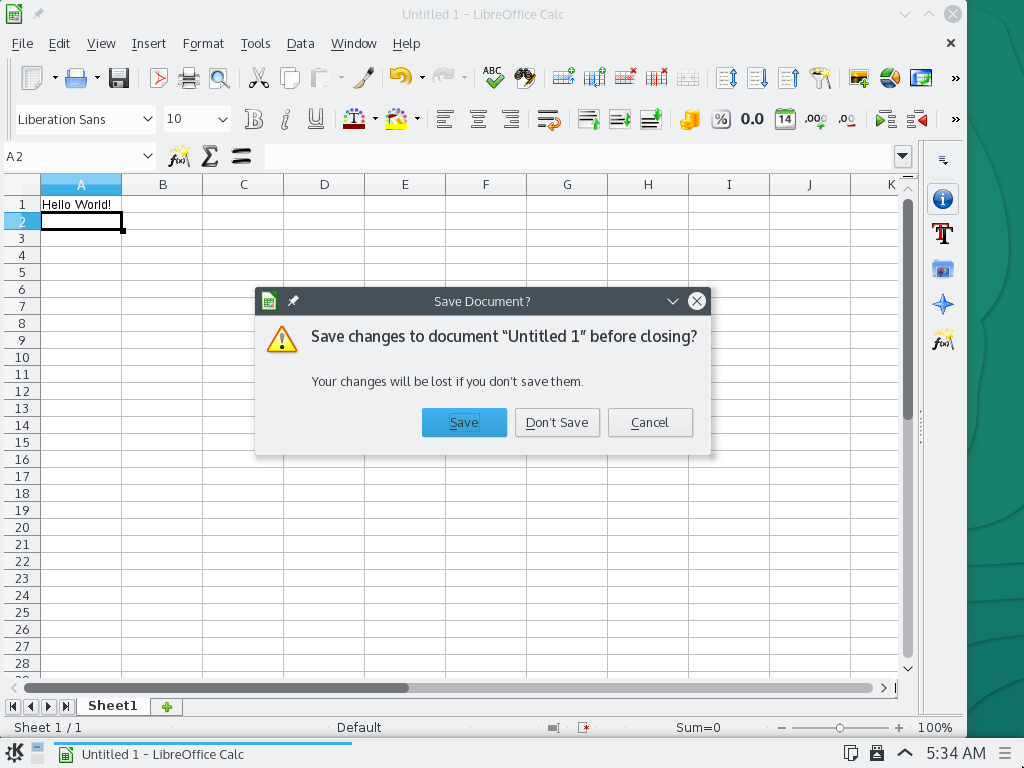 Untitled 1 - LibreOffice Calc
File Edit View Insert Format Tools Data Window Help
ABC
Liberation Sans 10 B i U % 0.0 14 .000 .00
A2 f(x) Σ =
A B C D E F G H I J K
1 Hello World!
2
3
4
5
6
7
8
9
10
11
12
13
14
15
16
17
18
19
20
21
22
23
24
25
26
27
28
Save Document?
Save changes to document “Untitled 1” before closing?
Your changes will be lost if you don't save them.
Save Don't Save Cancel
Sheet1
Sheet 1 / 1 Default Sum=0 100%
Untitled 1 - LibreOffice Calc 5:34 AM